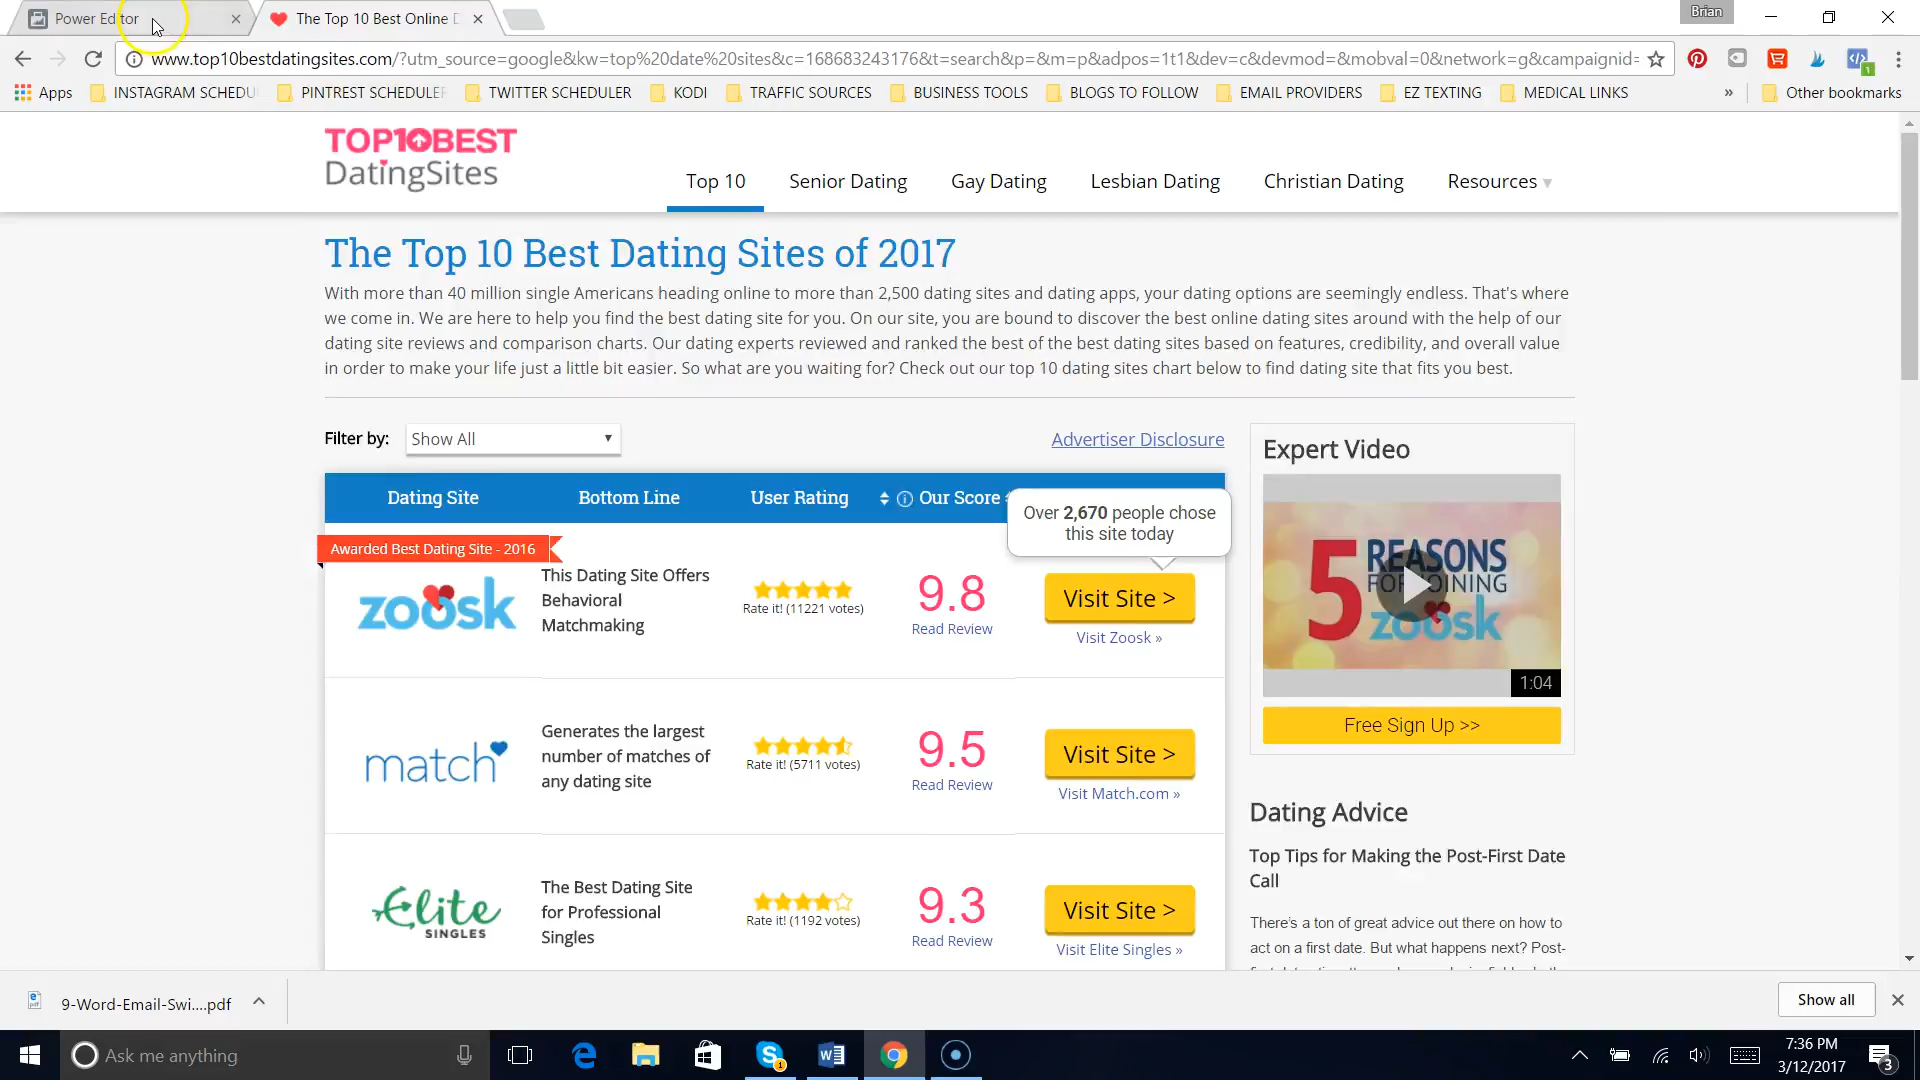 Power Editor
The Top 10 Best Online D
Brian
www.top10bestdatingsites.com/?utm_source=google&kw=top%20date%20sites&c=168683243176&t=search&p=&m=p&adpos=1t1&dev=c&devmod=&mobval=0&network=g&campaignid=
1
Apps
INSTAGRAM SCHEDU
PINTREST SCHEDULER
TWITTER SCHEDULER
KODI
TRAFFIC SOURCES
BUSINESS TOOLS
BLOGS TO FOLLOW
EMAIL PROVIDERS
EZ TEXTING
MEDICAL LINKS
»
Other bookmarks
TOP10BEST
DatingSites
Top 10
Senior Dating
Gay Dating
Lesbian Dating
Christian Dating
Resources
The Top 10 Best Dating Sites of 2017
With more than 40 million single Americans heading online to more than 2,500 dating sites and dating apps, your dating options are seemingly endless. That's where
we come in. We are here to help you find the best dating site for you. On our site, you are bound to discover the best online dating sites around with the help of our
dating site reviews and comparison charts. Our dating experts reviewed and ranked the best of the best dating sites based on features, credibility, and overall value
in order to make your life just a little bit easier. So what are you waiting for? Check out our top 10 dating sites chart below to find dating site that fits you best.
Filter by:
Show All
Advertiser Disclosure
Dating Site
Bottom Line
User Rating
Our Score
Over 2,670 people chose
this site today
Awarded Best Dating Site - 2016
zoosk
This Dating Site Offers
Behavioral
Matchmaking
Rate it! (11221 votes)
9.8
Read Review
Visit Site >
Visit Zoosk »
match
Generates the largest
number of matches of
any dating site
Rate it! (5711 votes)
9.5
Read Review
Visit Site >
Visit Match.com »
Elite
SINGLES
The Best Dating Site
for Professional
Singles
Rate it! (1192 votes)
9.3
Read Review
Visit Site >
Visit Elite Singles »
Expert Video
5 REASONS
FOR JOINING
zoosk
1:04
Free Sign Up >>
Dating Advice
Top Tips for Making the Post-First Date
Call
There's a ton of great advice out there on how to
act on a first date. But what happens next? Post-
9-Word-Email-Swi....pdf
Show all
Ask me anything
1
7:36 PM
3/12/2017
3